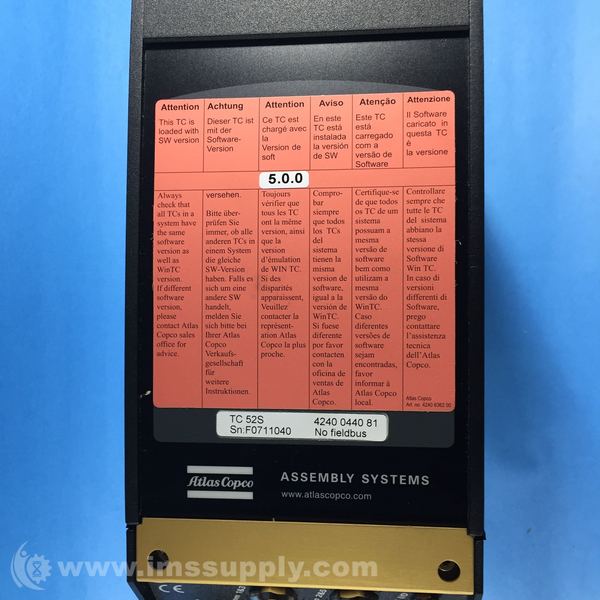 Attention
This TC is
loaded with
SW version
Achtung
Dieser TC ist
mit der
Software-
Version
Attention
Ce TC est
chargé avec
la
Version de
soft
Aviso
En este
TC está
instalada
la versión
de SW
Atenção
Este TC
está
carregado
com a
versão de
Software
Attenzione
Il Software
caricato in
questa TC
è
la versione
5.0.0
Always
check that
all TCs in a
system have
the same
software
version as
well as
WinTC
version.
If different
software
version,
please
contact Atlas
Copco sales
office for
advice.
versehen.
Bitte über-
prüfen Sie
immer, ob alle
anderen TCs in
einem System
die gleiche
SW-Version
haben. Falls es
sich um eine
andere SW
handelt,
melden Sie
sich bitte bei
Ihrer Atlas
Copco
Verkaufs-
gesellschaft
für
weitere
Instruktionen.
Toujours
vérifier que
tous les TC
ont la même
version, ainsi
que la
version
d'émulation
de WIN TC.
Si des
disparités
apparaissent,
Veuillez
contacter la
représent-
ation Atlas
Copco la plus
proche.
Compro-
bar
siempre
que todos
los TCs
del
sistema
tienen la
misma
version de
software,
igual a la
versión de
WinTC.
Si fuese
diferente
por favor
contacten
con la
oficina de
ventas de
Atlas
Copco.
Certifique-se
de que todos
os TC de um
sistema
possuam a
mesma
versão de
software
bem como
utilizam a
mesma
versão do
WinTC.
Caso
diferentes
versões de
software
sejam
encontradas,
favor
informar à
Atlas Copco
local.
Controllare
sempre che
tutte le TC
del sistema
abbiano la
stessa
versione di
Software e
Win TC.
In caso di
versioni
differenti di
Software,
prego
contattare
l'assistenza
tecnica
dell'Atlas
Copco.
Atlas Copco
Art. no: 4240 6362 00
TC 52S 4240 0440 81
Sn:F0711040 No fieldbus
Atlas Copco ASSEMBLY SYSTEMS
www.atlascopco.com
www.imssupply.com
CE